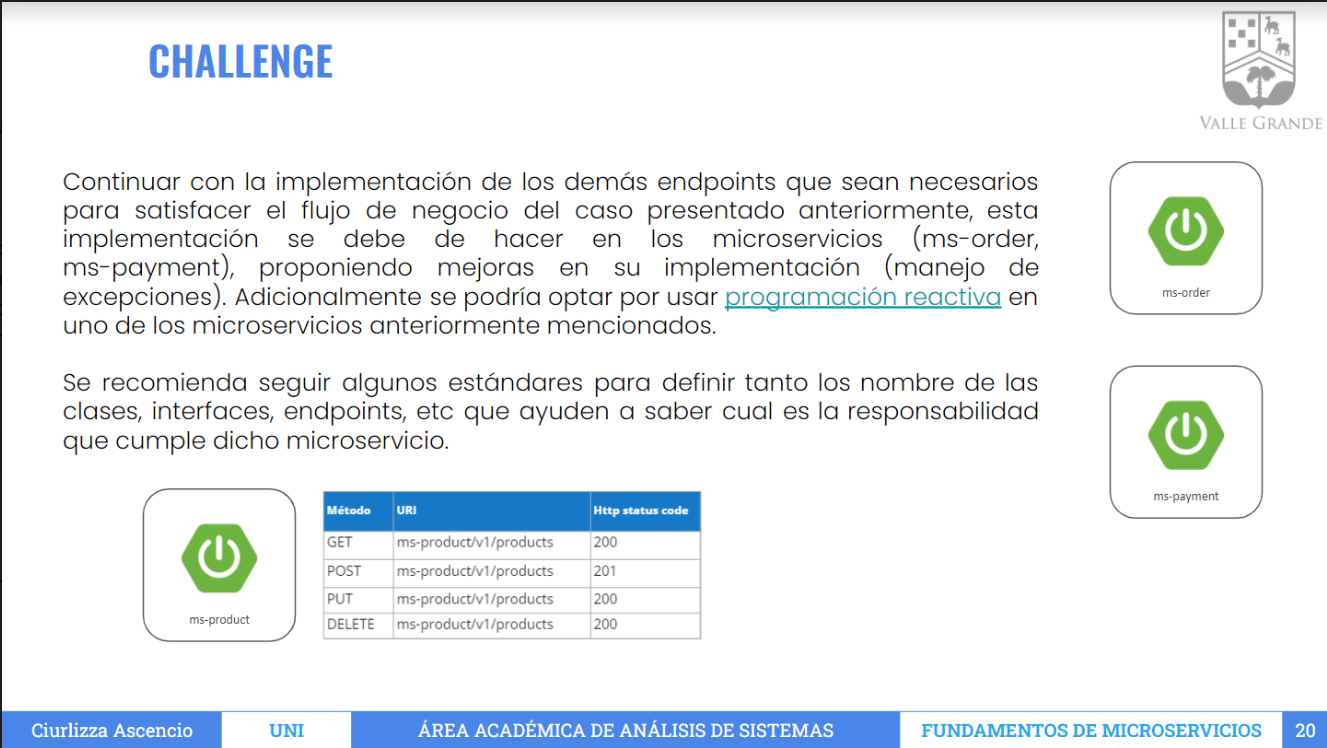 CHALLENGE
VALLE GRANDE
Continuar con la implementación de los demás endpoints que sean necesarios
para satisfacer el flujo de negocio del caso presentado anteriormente, esta
implementación se debe de hacer en los microservicios (ms-order,
ms-payment), proponiendo mejoras en su implementación (manejo de
excepciones). Adicionalmente se podría optar por usar programación reactiva en
uno de los microservicios anteriormente mencionados.
ms-order
Se recomienda seguir algunos estándares para definir tanto los nombre de las
clases, interfaces, endpoints, etc que ayuden a saber cual es la responsabilidad
que cumple dicho microservicio.
ms-payment
ms-product
Método URI Http status code
GET ms-product/v1/products 200
POST ms-product/v1/products 201
PUT ms-product/v1/products 200
DELETE ms-product/v1/products 200
Ciurlizza Ascencio UNI ÁREA ACADÉMICA DE ANÁLISIS DE SISTEMAS FUNDAMENTOS DE MICROSERVICIOS 20